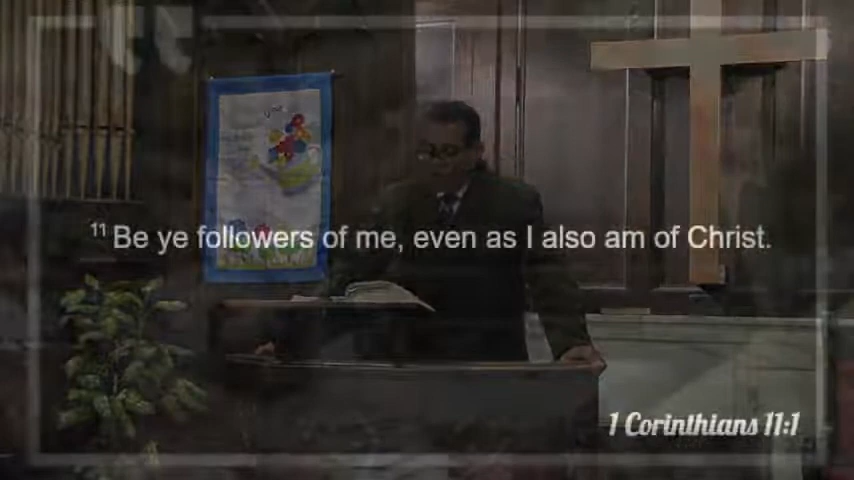 ¹¹ Be ye followers of me, even as I also am of Christ.
1 Corinthians 11:1